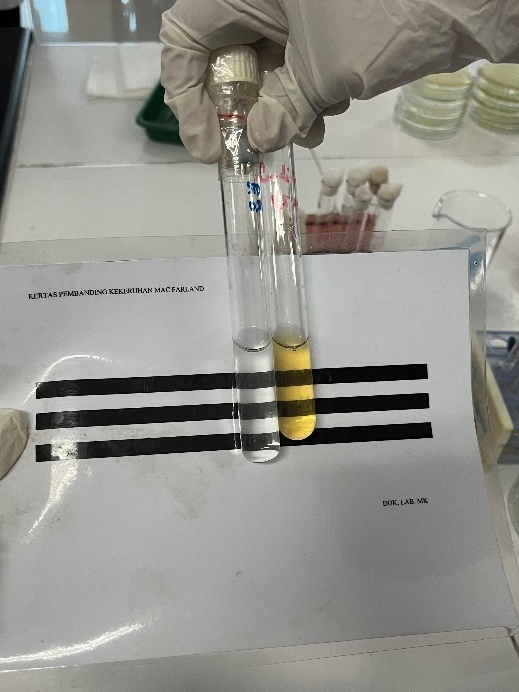 KERTAS PEMBANDING KEKERUHAN MAC FARLAND
DOK. LAB. MK